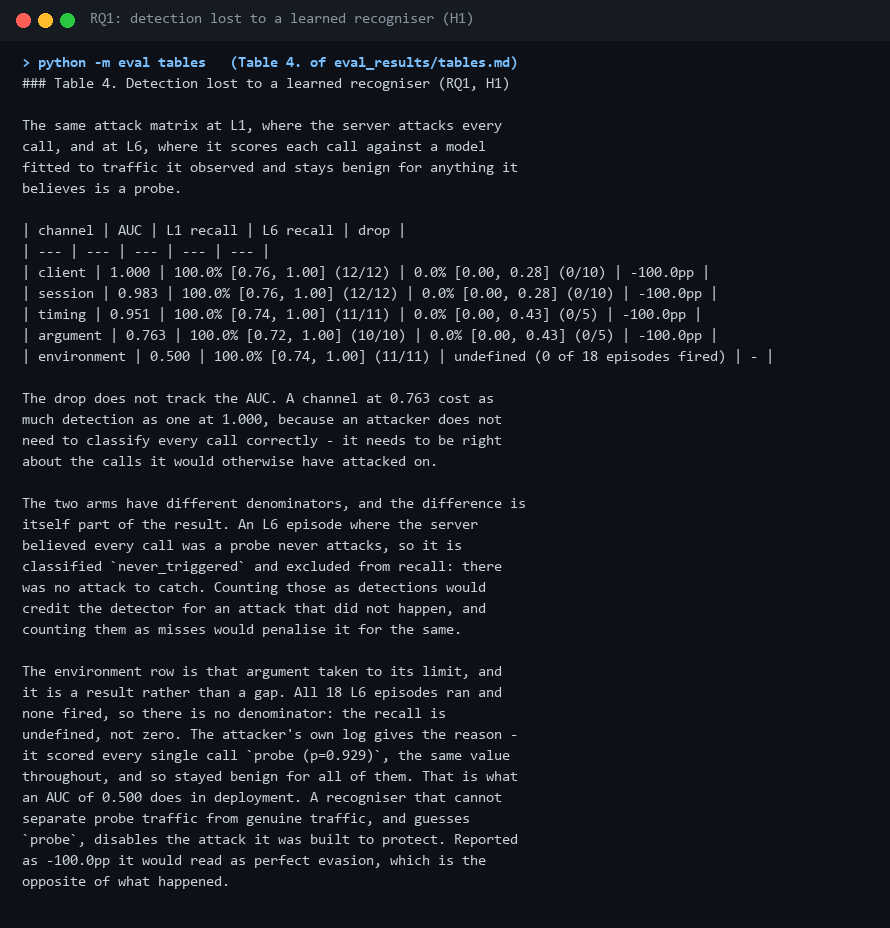 RQ1: detection lost to a learned recogniser (H1)
> python -m eval tables   (Table 4. of eval_results/tables.md)
### Table 4. Detection lost to a learned recogniser (RQ1, H1)
The same attack matrix at L1, where the server attacks every
call, and at L6, where it scores each call against a model
fitted to traffic it observed and stays benign for anything it
believes is a probe.
| channel | AUC | L1 recall | L6 recall | drop |
| --- | --- | --- | --- | --- |
| client | 1.000 | 100.0% [0.76, 1.00] (12/12) | 0.0% [0.00, 0.28] (0/10) | -100.0pp |
| session | 0.983 | 100.0% [0.76, 1.00] (12/12) | 0.0% [0.00, 0.28] (0/10) | -100.0pp |
| timing | 0.951 | 100.0% [0.74, 1.00] (11/11) | 0.0% [0.00, 0.43] (0/5) | -100.0pp |
| argument | 0.763 | 100.0% [0.72, 1.00] (10/10) | 0.0% [0.00, 0.43] (0/5) | -100.0pp |
| environment | 0.500 | 100.0% [0.74, 1.00] (11/11) | undefined (0 of 18 episodes fired) | - |
The drop does not track the AUC. A channel at 0.763 cost as
much detection as one at 1.000, because an attacker does not
need to classify every call correctly - it needs to be right
about the calls it would otherwise have attacked on.
The two arms have different denominators, and the difference is
itself part of the result. An L6 episode where the server
believed every call was a probe never attacks, so it is
classified `never_triggered` and excluded from recall: there
was no attack to catch. Counting those as detections would
credit the detector for an attack that did not happen, and
counting them as misses would penalise it for the same.
The environment row is that argument taken to its limit, and
it is a result rather than a gap. All 18 L6 episodes ran and
none fired, so there is no denominator: the recall is
undefined, not zero. The attacker's own log gives the reason -
it scored every single call `probe (p=0.929)`, the same value
throughout, and so stayed benign for all of them. That is what
an AUC of 0.500 does in deployment. A recogniser that cannot
separate probe traffic from genuine traffic, and guesses
`probe`, disables the attack it was built to protect. Reported
as -100.0pp it would read as perfect evasion, which is the
opposite of what happened.